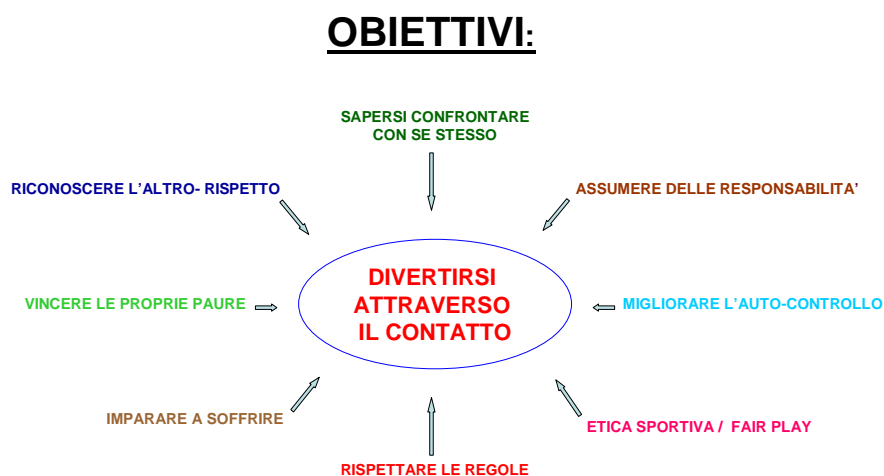 OBIETTIVI:
SAPERSI CONFRONTARE
CON SE STESSO
RICONOSCERE L'ALTRO- RISPETTO
ASSUMERE DELLE RESPONSABILITA'
DIVERTIRSI
ATTRAVERSO
IL CONTATTO
VINCERE LE PROPRIE PAURE
MIGLIORARE L'AUTO-CONTROLLO
IMPARARE A SOFFRIRE
ETICA SPORTIVA / FAIR PLAY
RISPETTARE LE REGOLE